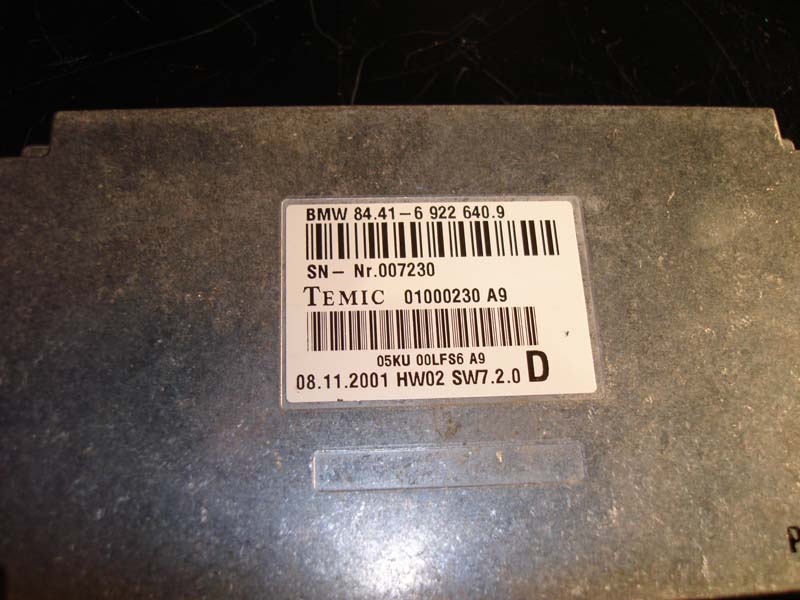 BMW 84.41-6 922 640.9
SN- Nr.007230
TEMIC 01000230 A9
05KU 00LFS6 A9
08.11.2001 HW02 SW7.2.0 D
P